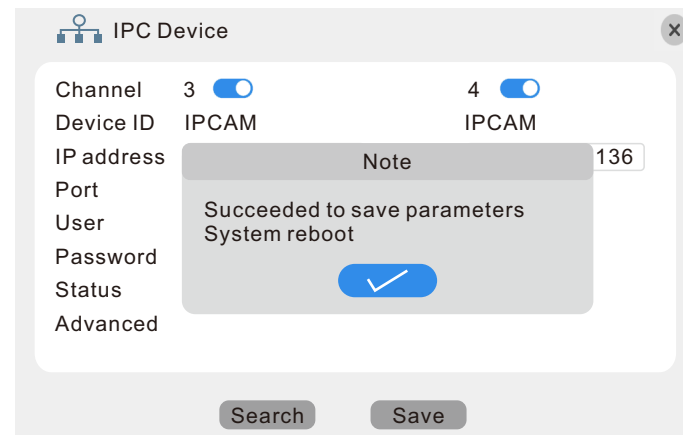 IPC Device
Channel 3 4
Device ID IPCAM IPCAM
IP address 136
Note
Port
Succeeded to save parameters
User
System reboot
Password
Status
Advanced
Search Save